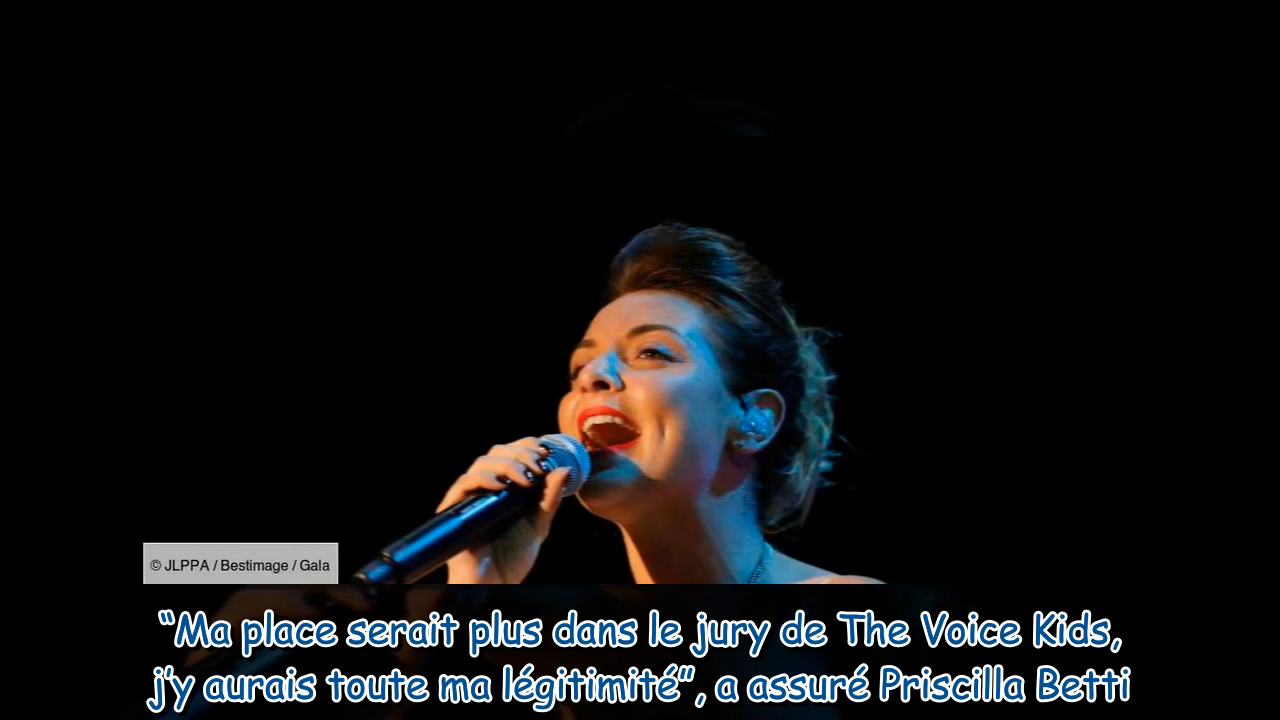 © JLPPA / Bestimage / Gala
“Ma place serait plus dans le jury de The Voice Kids,
j’y aurais toute ma légitimité”, a assuré Priscilla Betti